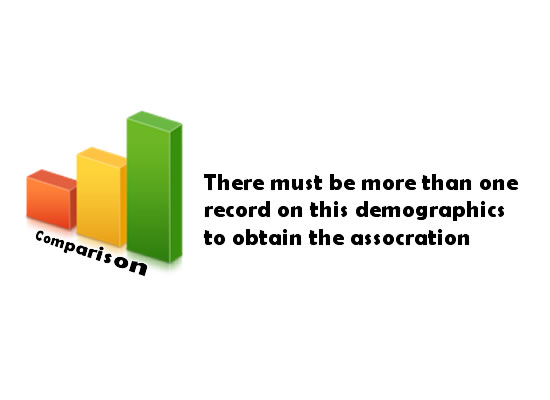 There must be more than one
record on this demographics
to obtain the assocration
Comparison